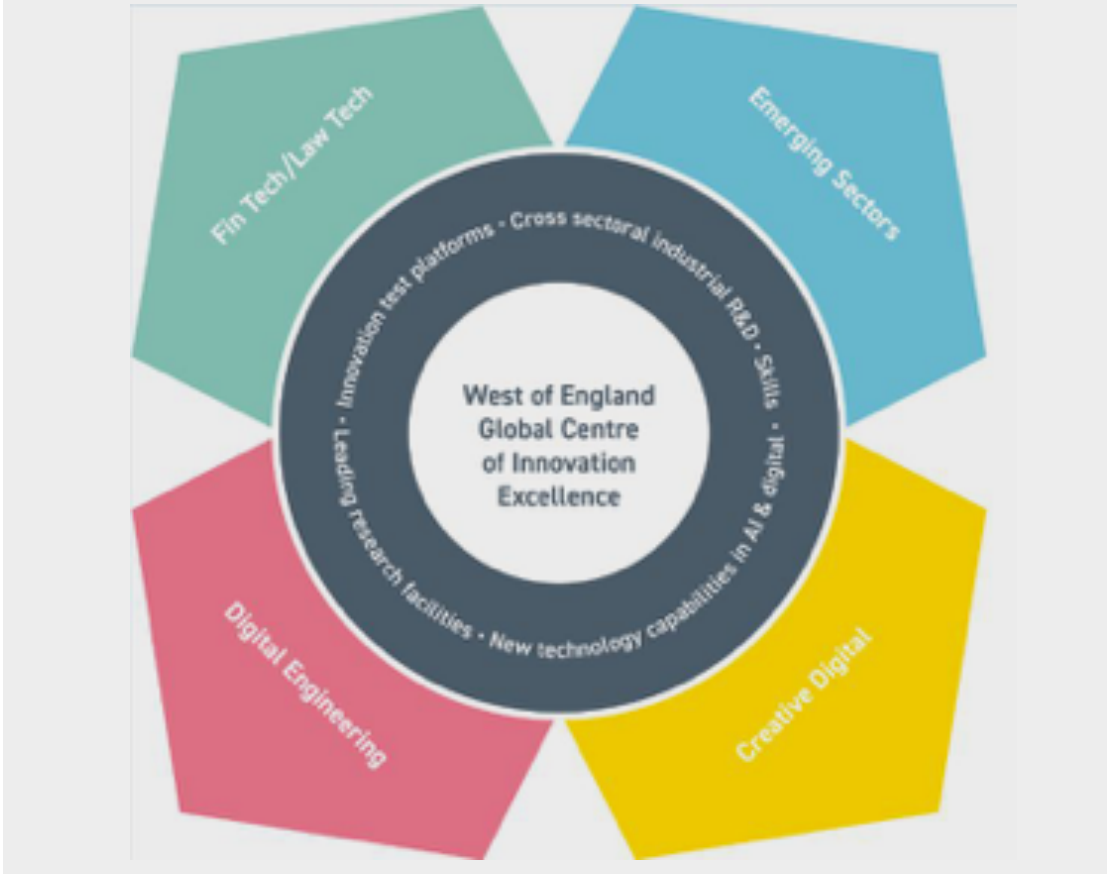 Fin Tech/Law Tech
Emerging Sectors
Innovation test platforms · Cross sectoral industrial R&D · Skills · New technology capabilities in AI & digital · Leading research facilities ·
West of England
Global Centre
of Innovation
Excellence
Digital Engineering
Creative Digital